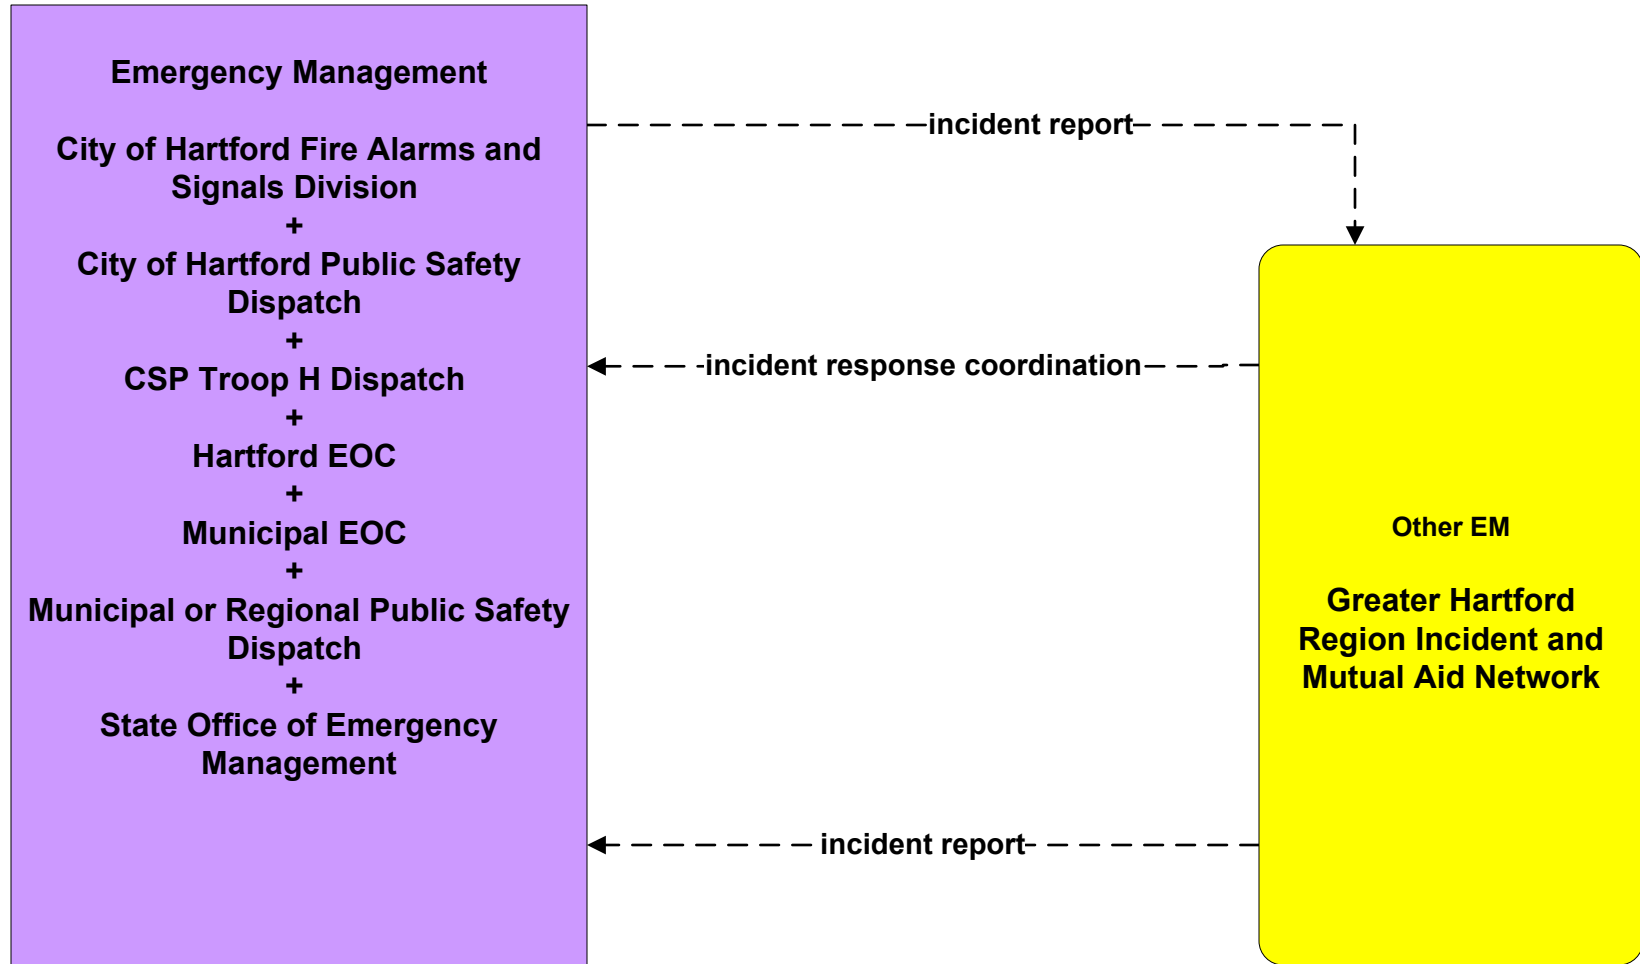 Emergency Management
City of Hartford Fire Alarms and
Signals Division
+
City of Hartford Public Safety
Dispatch
+
CSP Troop H Dispatch
+
Hartford EOC
+
Municipal EOC
+
Municipal or Regional Public Safety
Dispatch
+
State Office of Emergency
Management
incident report
incident response coordination
incident report
Other EM
Greater Hartford
Region Incident and
Mutual Aid Network